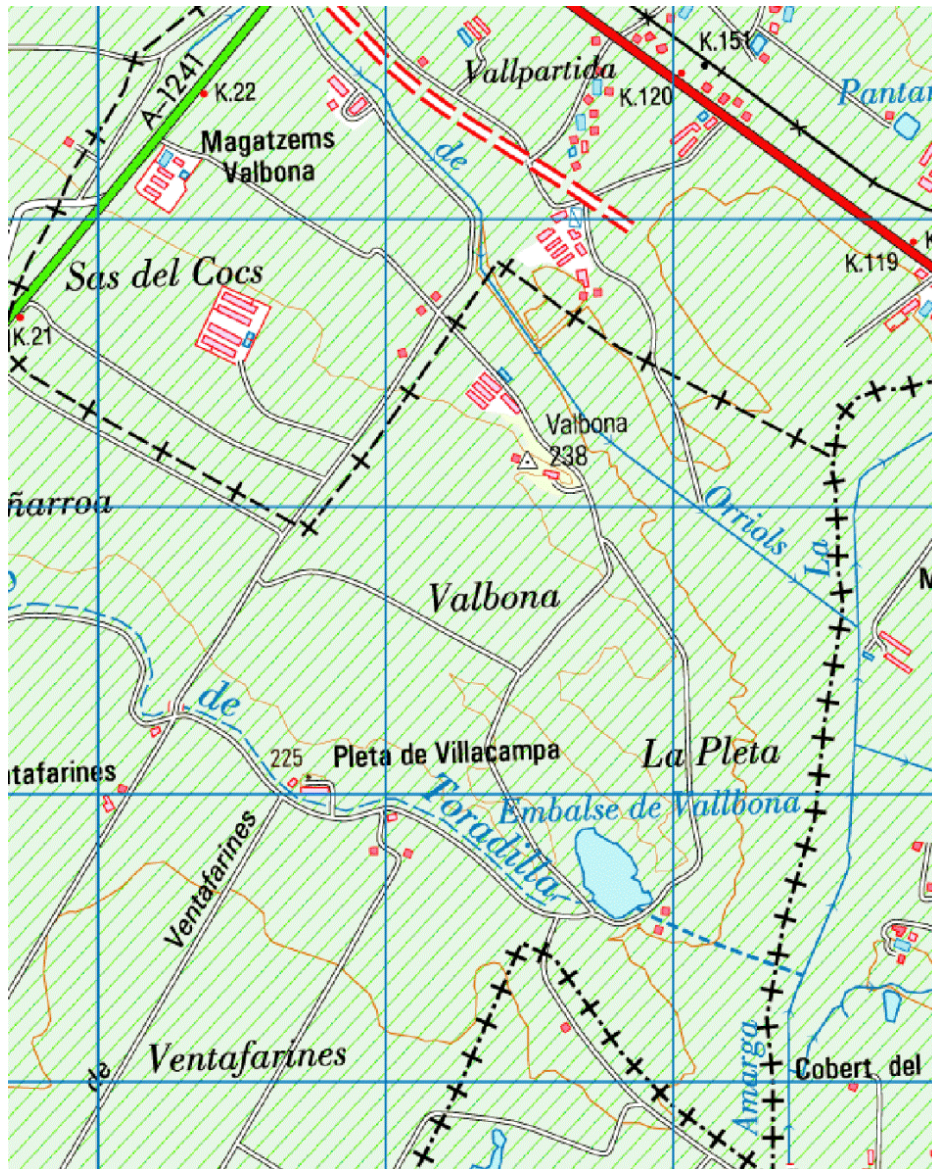 K.151
Vallpartida
A-1241
K.22
K.120
Pantan
Magatzems
Valbona
de
K.119
Sas del Cocs
K.21
Valbona
238
ñarroa
Orriols
La
Valbona
de
225
Pleta de Villacampa
La Pleta
ntafarines
Toradilla
Embalse de Vallbona
Ventafarines
Ventafarines
de
Amarga
Cobert del